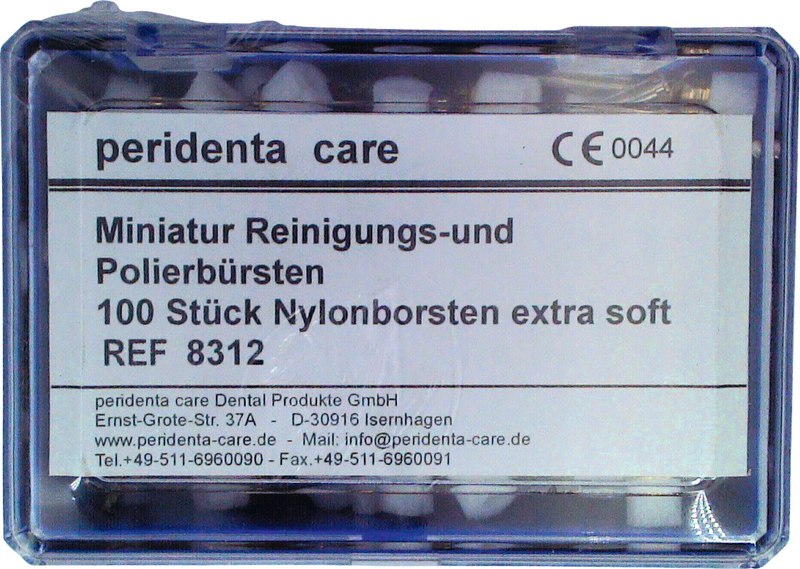 peridenta care CE 0044
Miniatur Reinigungs-und
Polierbürsten
100 Stück Nylonborsten extra soft
REF 8312
peridenta care Dental Produkte GmbH
Ernst-Grote-Str. 37A - D-30916 Isernhagen
www.peridenta-care.de - Mail: info@peridenta-care.de
Tel.+49-511-6960090 - Fax.+49-511-6960091